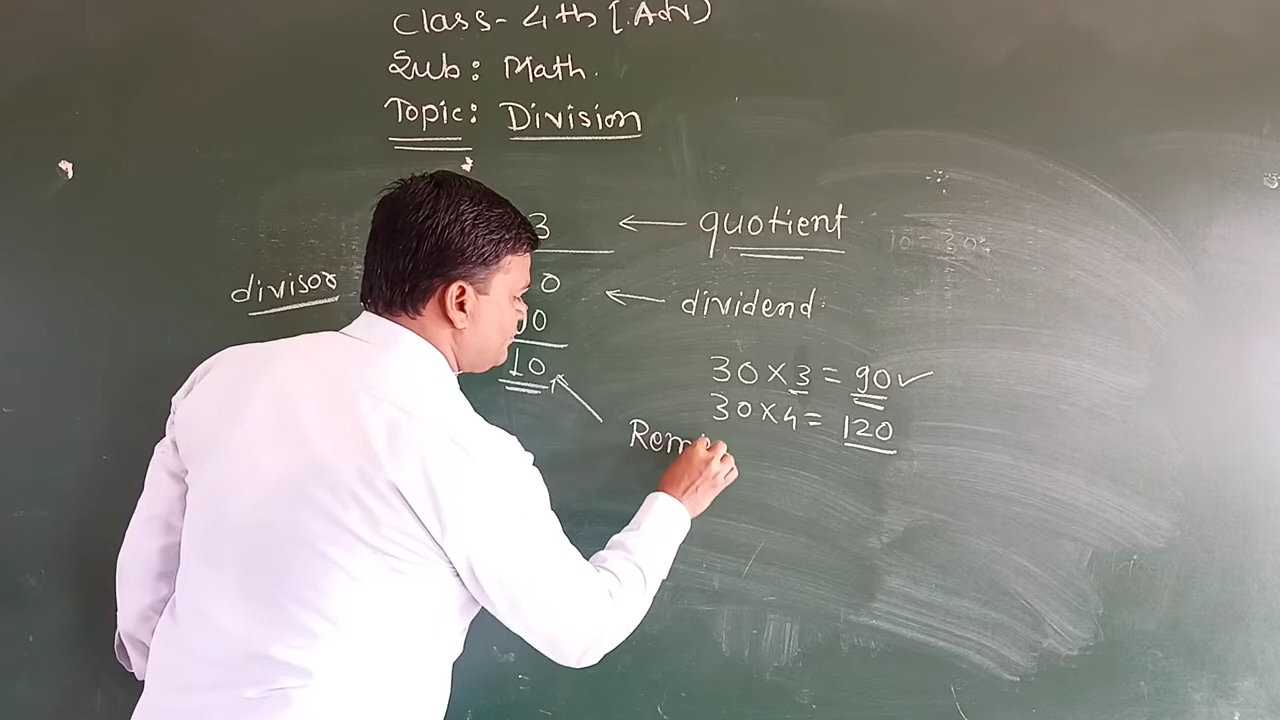 Class- 4th [Adv)
Sub: Math.
Topic: Division
3 ← quotient
divisor
0 ← dividend
00
10
30×3 = 90✓
30×4= 120
Rem